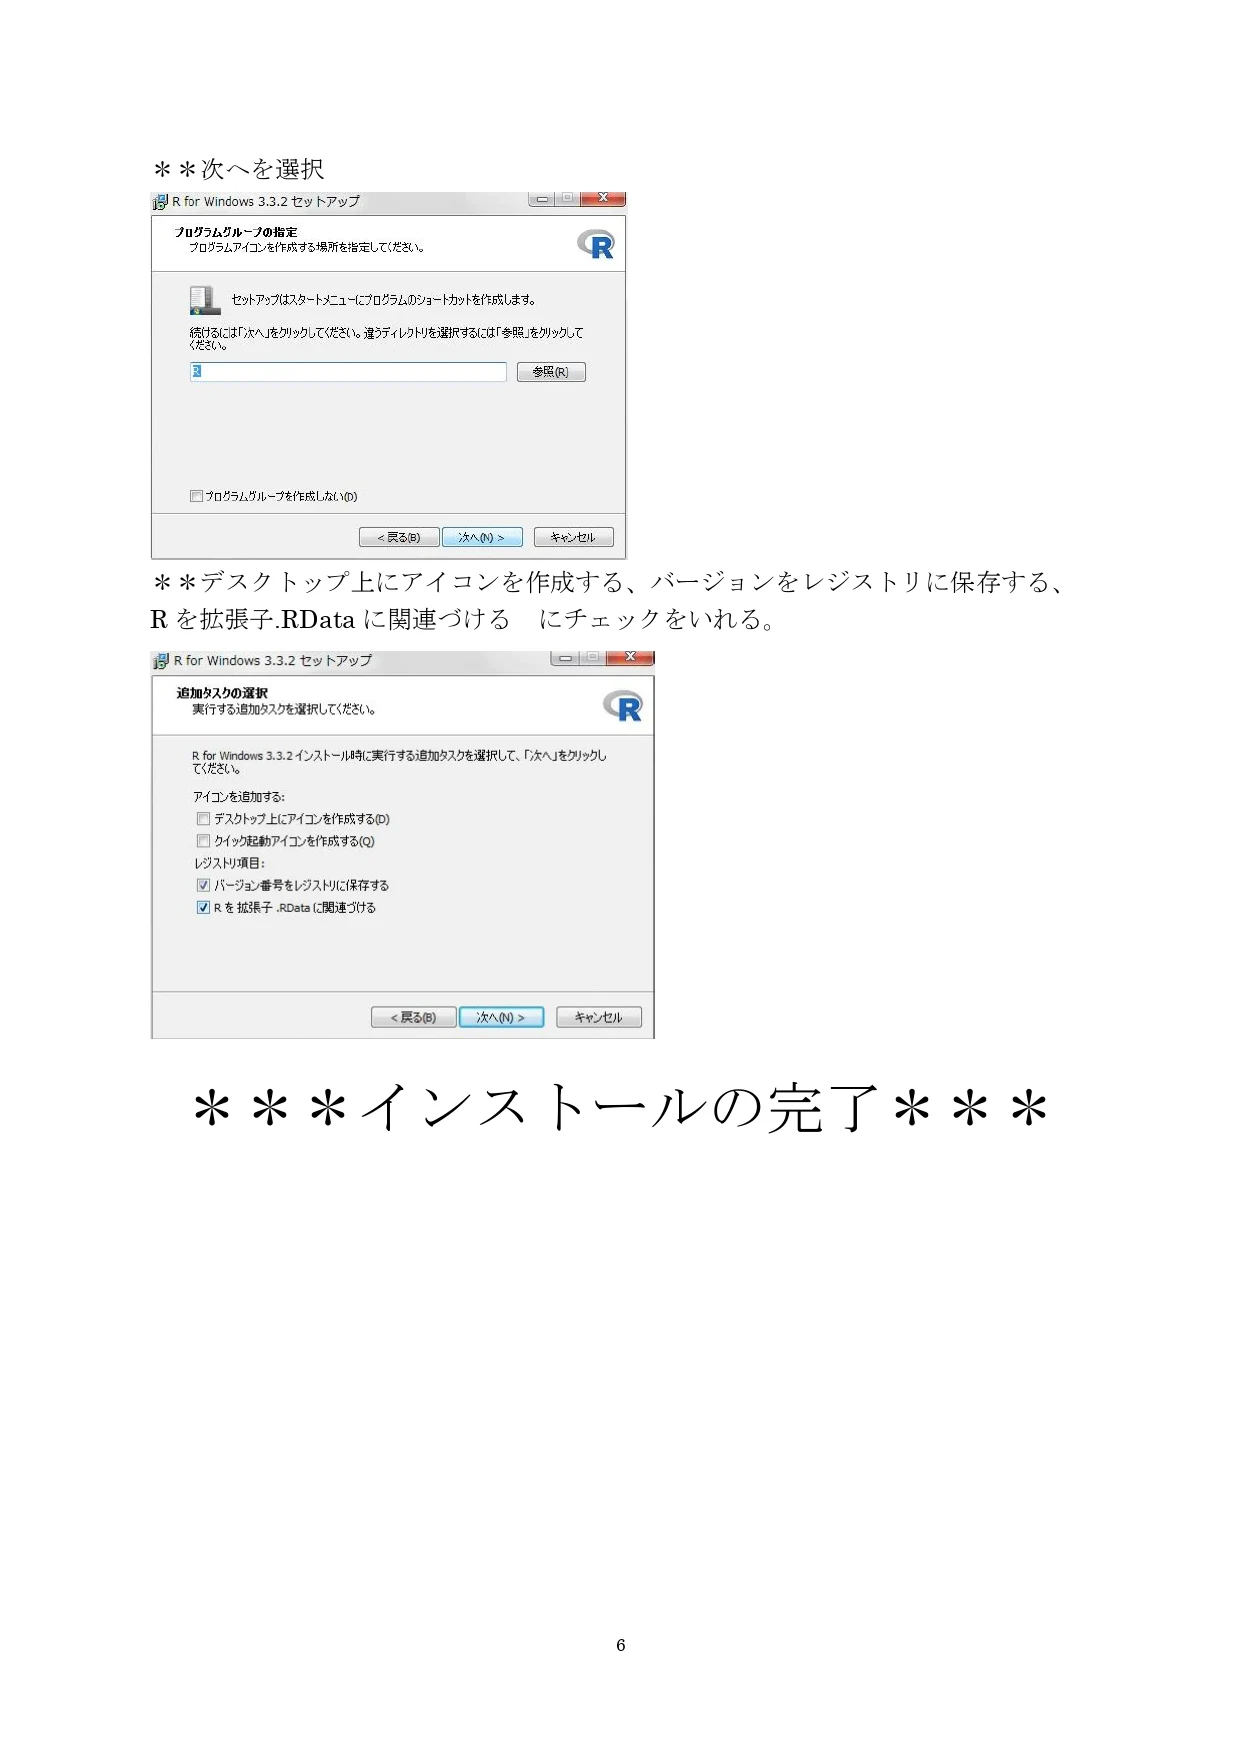 ＊＊次へを選択
R for Windows 3.3.2 セットアップ
プログラムグループの指定
プログラムアイコンを作成する場所を指定してください。
R
セットアップはスタートメニューにプログラムのショートカットを作成します。
続けるには「次へ」をクリックしてください。違うディレクトリを選択するには「参照」をクリックして
ください。
R
参照(R)
プログラムグループを作成しない(D)
< 戻る(B)
次へ(N) >
キャンセル
＊＊デスクトップ上にアイコンを作成する、バージョンをレジストリに保存する、
R を拡張子.RData に関連づける　にチェックをいれる。
R for Windows 3.3.2 セットアップ
追加タスクの選択
実行する追加タスクを選択してください。
R
R for Windows 3.3.2 インストール時に実行する追加タスクを選択して、「次へ」をクリックし
てください。
アイコンを追加する:
デスクトップ上にアイコンを作成する(D)
クイック起動アイコンを作成する(Q)
レジストリ項目:
バージョン番号をレジストリに保存する
R を 拡張子 .RData に関連づける
< 戻る(B)
次へ(N) >
キャンセル
＊＊＊インストールの完了＊＊＊
6